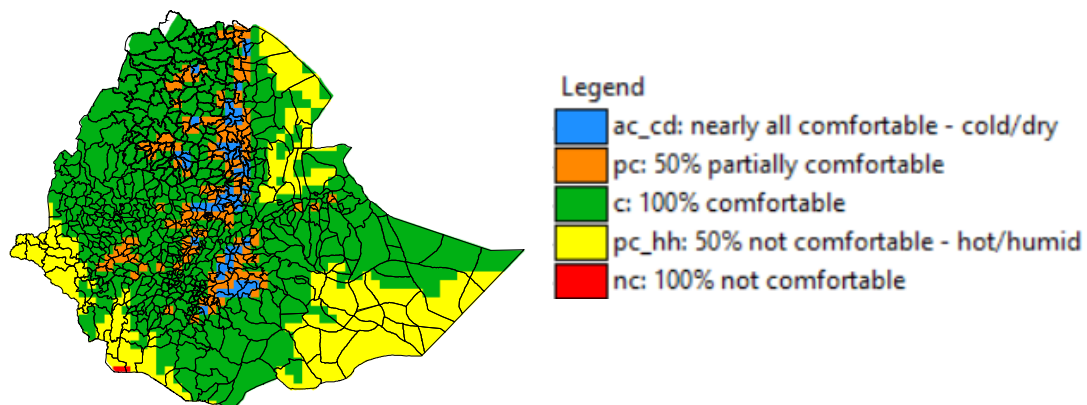 Legend
ac_cd: nearly all comfortable - cold/dry
pc: 50% partially comfortable
c: 100% comfortable
pc_hh: 50% not comfortable - hot/humid
nc: 100% not comfortable